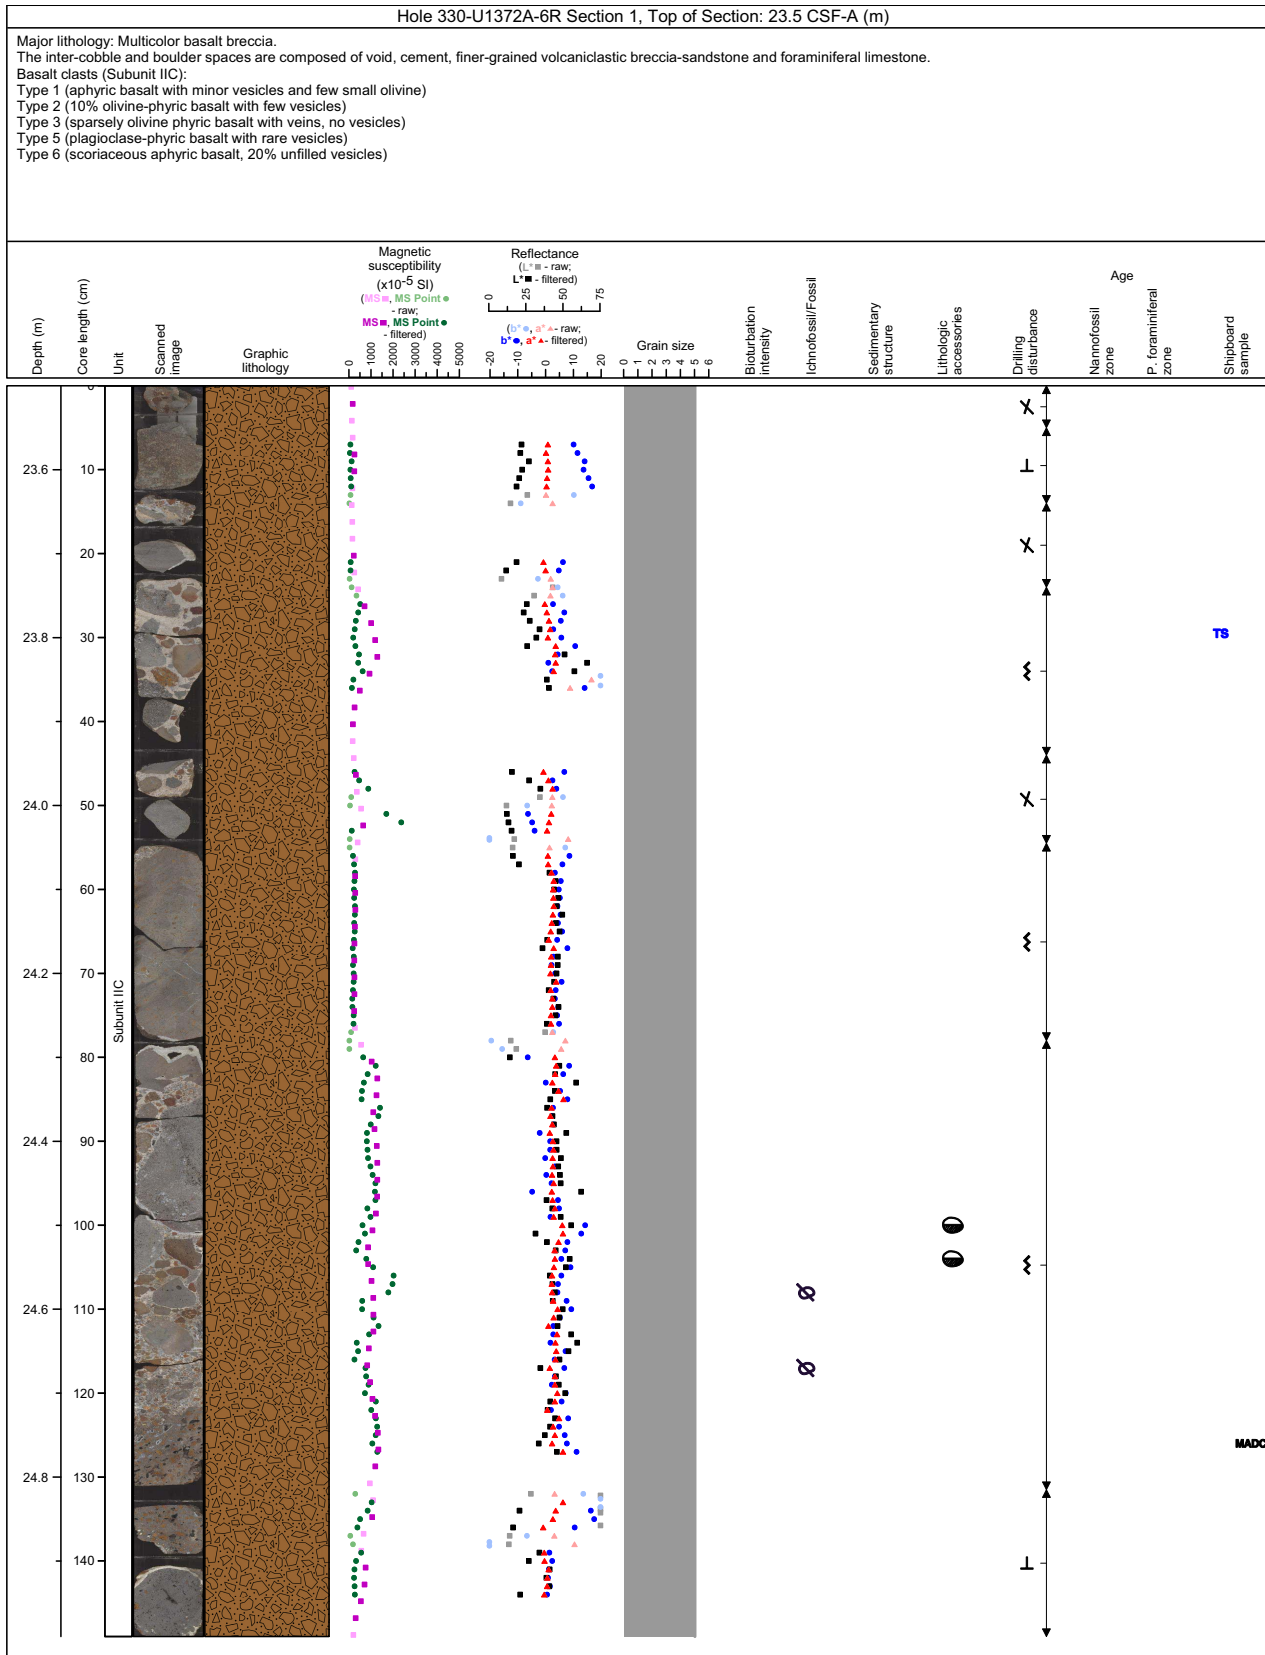 Hole 330-U1372A-6R Section 1, Top of Section: 23.5 CSF-A (m)
Major lithology: Multicolor basalt breccia.
The inter-cobble and boulder spaces are composed of void, cement, finer-grained volcaniclastic breccia-sandstone and foraminiferal limestone.
Basalt clasts (Subunit IIC):
Type 1 (aphyric basalt with minor vesicles and few small olivine)
Type 2 (10% olivine-phyric basalt with few vesicles)
Type 3 (sparsely olivine phyric basalt with veins, no vesicles)
Type 5 (plagioclase-phyric basalt with rare vesicles)
Type 6 (scoriaceous aphyric basalt, 20% unfilled vesicles)
Depth (m)
Core length (cm)
Unit
Scanned
image
Graphic
lithology
Magnetic
susceptibility
(x10-5 SI)
(MS, MS Point
- raw;
MS, MS Point
- filtered)
0 1000 2000 3000 4000 5000
Reflectance
(L* - raw;
L* - filtered)
0 25 50 75
(b*, a* - raw;
b*, a* - filtered)
-20 -10 0 10 20
Grain size
0 1 2 3 4 5 6
Bioturbation
intensity
Ichnofossil/Fossil
Sedimentary
structure
Lithologic
accessories
Drilling
disturbance
Age
Nannofossil
zone
P. foraminiferal
zone
Shipboard
sample
0
23.6 10
20
23.8 30
TS
40
24.0 50
60
24.2 70
Subunit IIC
80
24.4 90
100
24.6 110
120
MADC
24.8 130
140